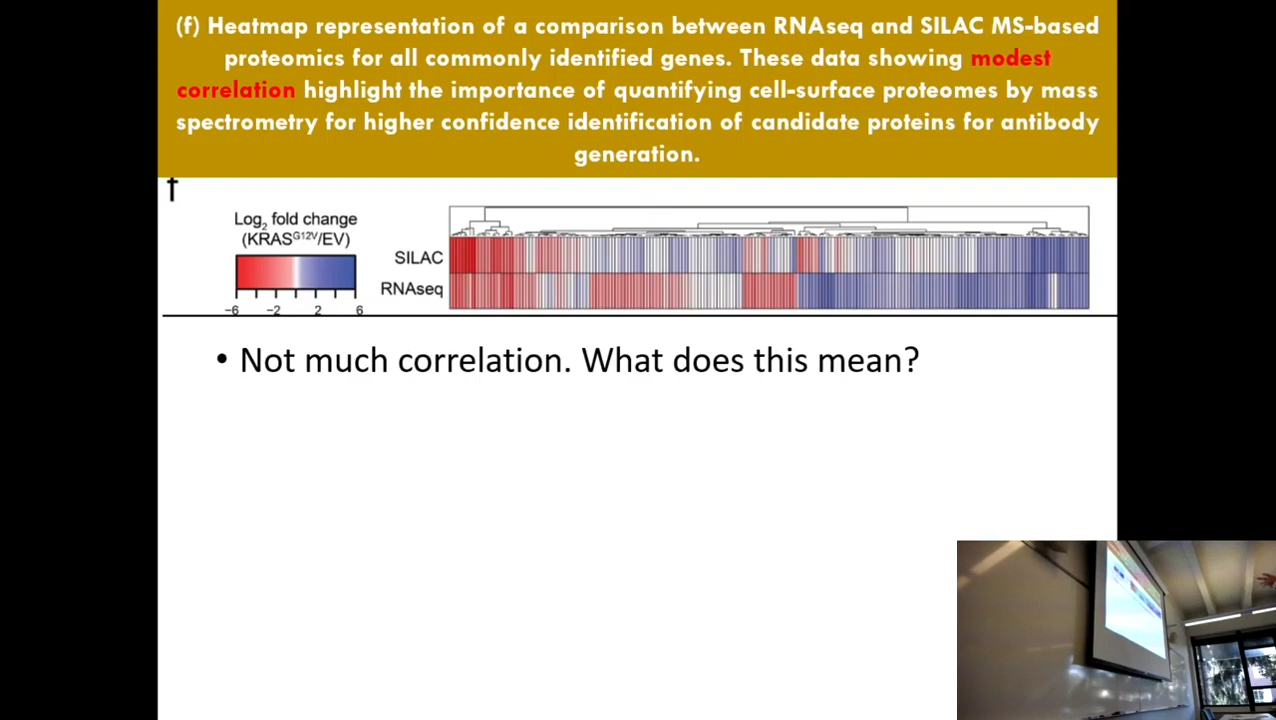 (f) Heatmap representation of a comparison between RNAseq and SILAC MS-based
proteomics for all commonly identified genes. These data showing modest
correlation highlight the importance of quantifying cell-surface proteomes by mass
spectrometry for higher confidence identification of candidate proteins for antibody
generation.
f
Log2 fold change
(KRASG12V/EV)
SILAC
RNAseq
−6 −2 2 6
• Not much correlation. What does this mean?